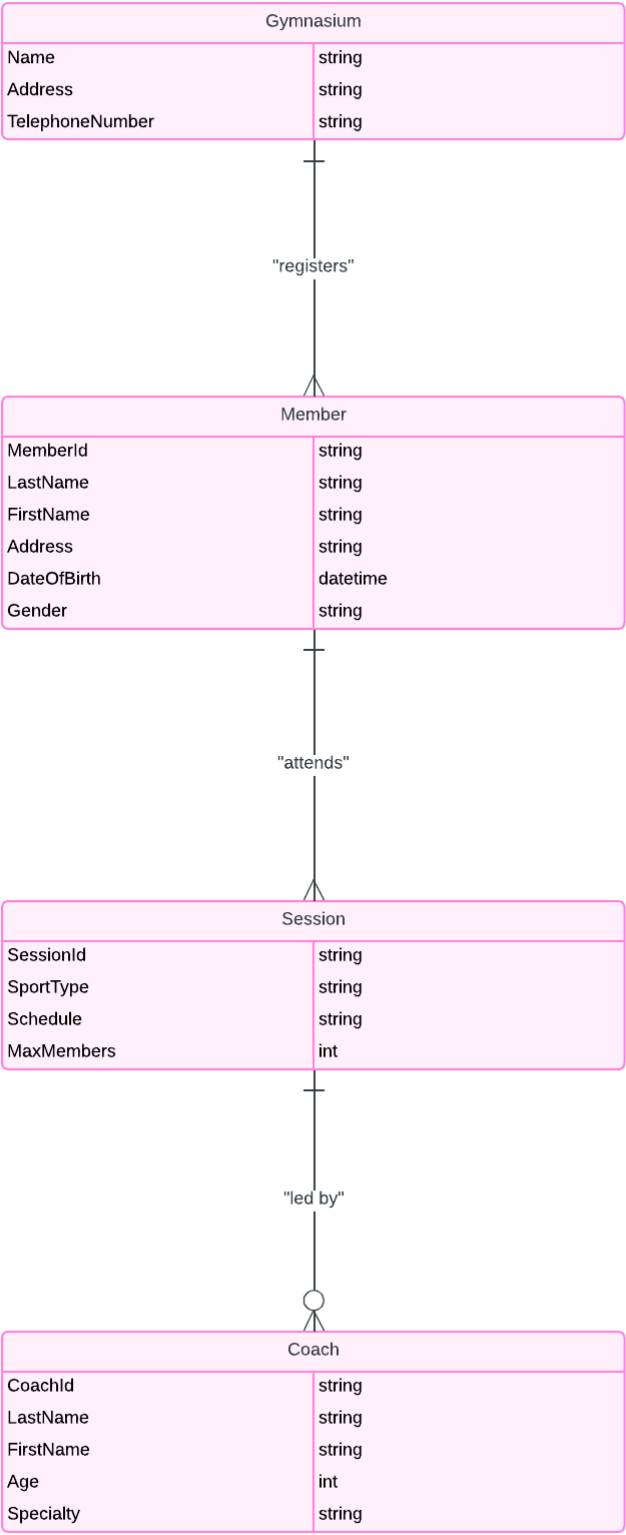 Gymnasium
Name string
Address string
TelephoneNumber string
"registers"
Member
MemberId string
LastName string
FirstName string
Address string
DateOfBirth datetime
Gender string
"attends"
Session
SessionId string
SportType string
Schedule string
MaxMembers int
"led by"
Coach
CoachId string
LastName string
FirstName string
Age int
Specialty string